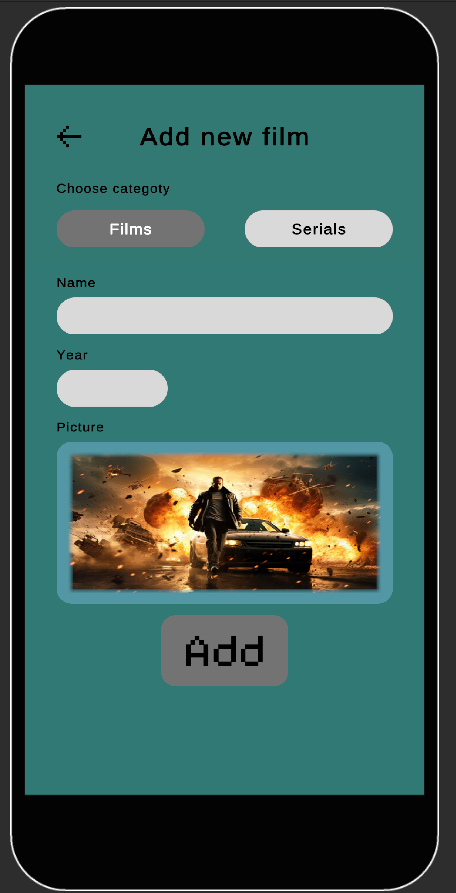 Add new film
Choose categoty
Films Serials
Name
Year
Picture
Add